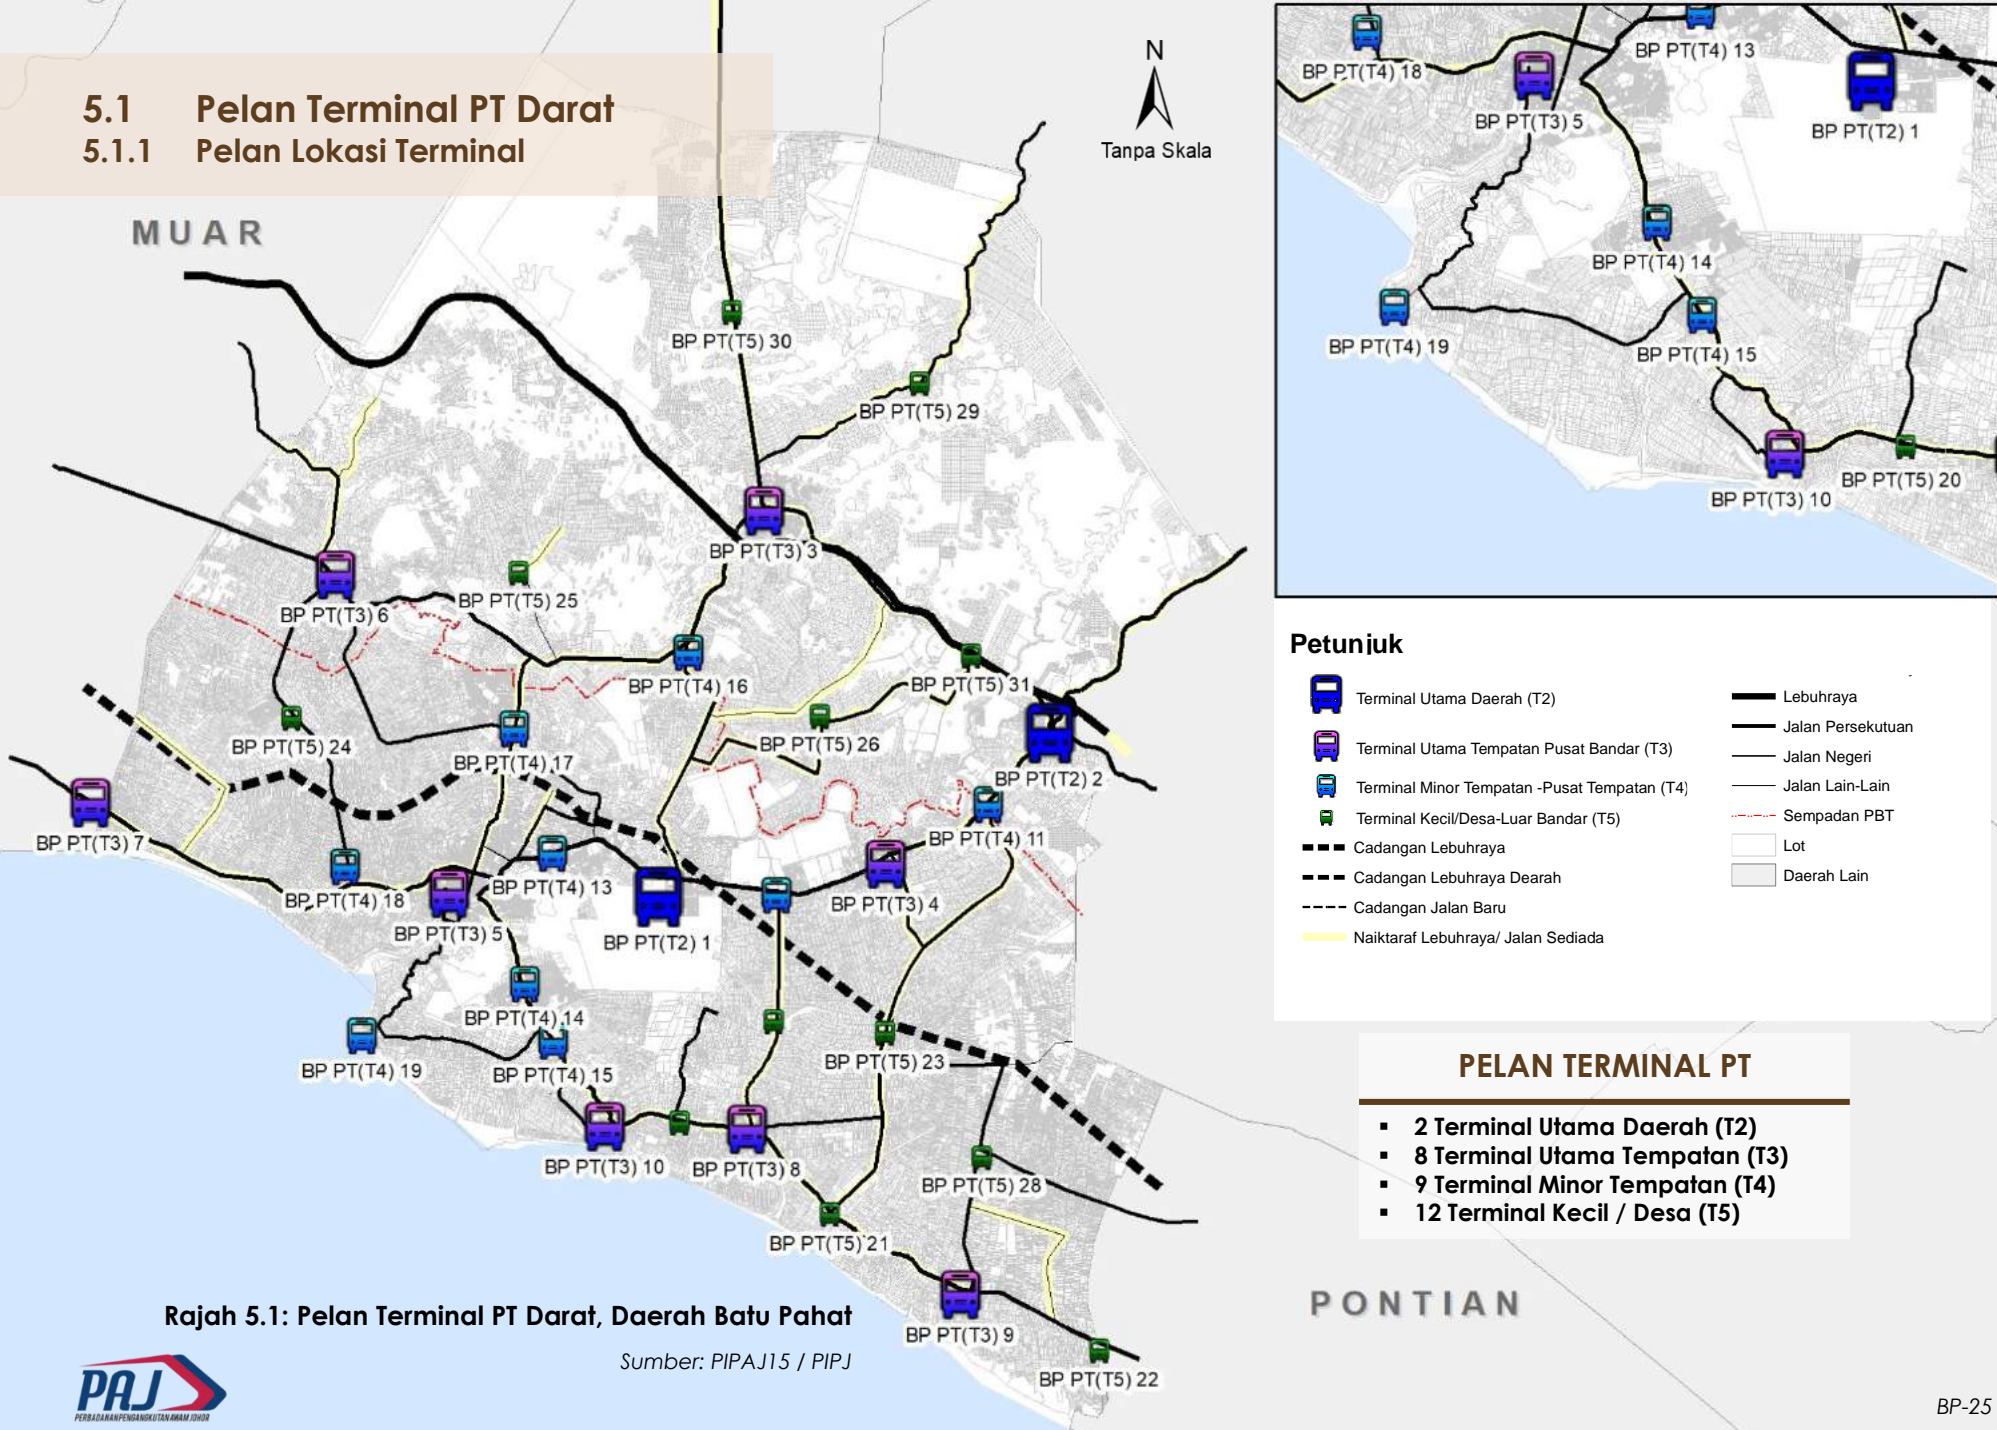 5.1 Pelan Terminal PT Darat
5.1.1 Pelan Lokasi Terminal
MUAR
N
Tanpa Skala
BP PT(T5) 30
BP PT(T5) 29
BP PT(T3) 3
BP PT(T3) 6
BP PT(T5) 25
BP PT(T4) 16
BP PT(T5) 31
BP PT(T5) 24
BP PT(T4) 17
BP PT(T5) 26
BP PT(T2) 2
BP PT(T3) 7
BP PT(T4) 11
BP PT(T4) 18
BP PT(T4) 13
BP PT(T3) 4
BP PT(T3) 5
BP PT(T2) 1
BP PT(T4) 14
BP PT(T4) 19
BP PT(T4) 15
BP PT(T5) 23
BP PT(T3) 10
BP PT(T3) 8
BP PT(T5) 28
BP PT(T5) 21
BP PT(T3) 9
BP PT(T5) 22
BP PT(T4) 18
BP PT(T4) 13
BP PT(T3) 5
BP PT(T2) 1
BP PT(T4) 14
BP PT(T4) 19
BP PT(T4) 15
BP PT(T5) 20
BP PT(T3) 10
Petunjuk
Terminal Utama Daerah (T2)
Terminal Utama Tempatan Pusat Bandar (T3)
Terminal Minor Tempatan -Pusat Tempatan (T4)
Terminal Kecil/Desa-Luar Bandar (T5)
Cadangan Lebuhraya
Cadangan Lebuhraya Dearah
Cadangan Jalan Baru
Naiktaraf Lebuhraya/ Jalan Sediada
Lebuhraya
Jalan Persekutuan
Jalan Negeri
Jalan Lain-Lain
Sempadan PBT
Lot
Daerah Lain
PELAN TERMINAL PT
▪ 2 Terminal Utama Daerah (T2)
▪ 8 Terminal Utama Tempatan (T3)
▪ 9 Terminal Minor Tempatan (T4)
▪ 12 Terminal Kecil / Desa (T5)
PONTIAN
Rajah 5.1: Pelan Terminal PT Darat, Daerah Batu Pahat
Sumber: PIPAJ15 / PIPJ
PAJ
PERBADANAN PENGANGKUTAN AWAM JOHOR
BP-25